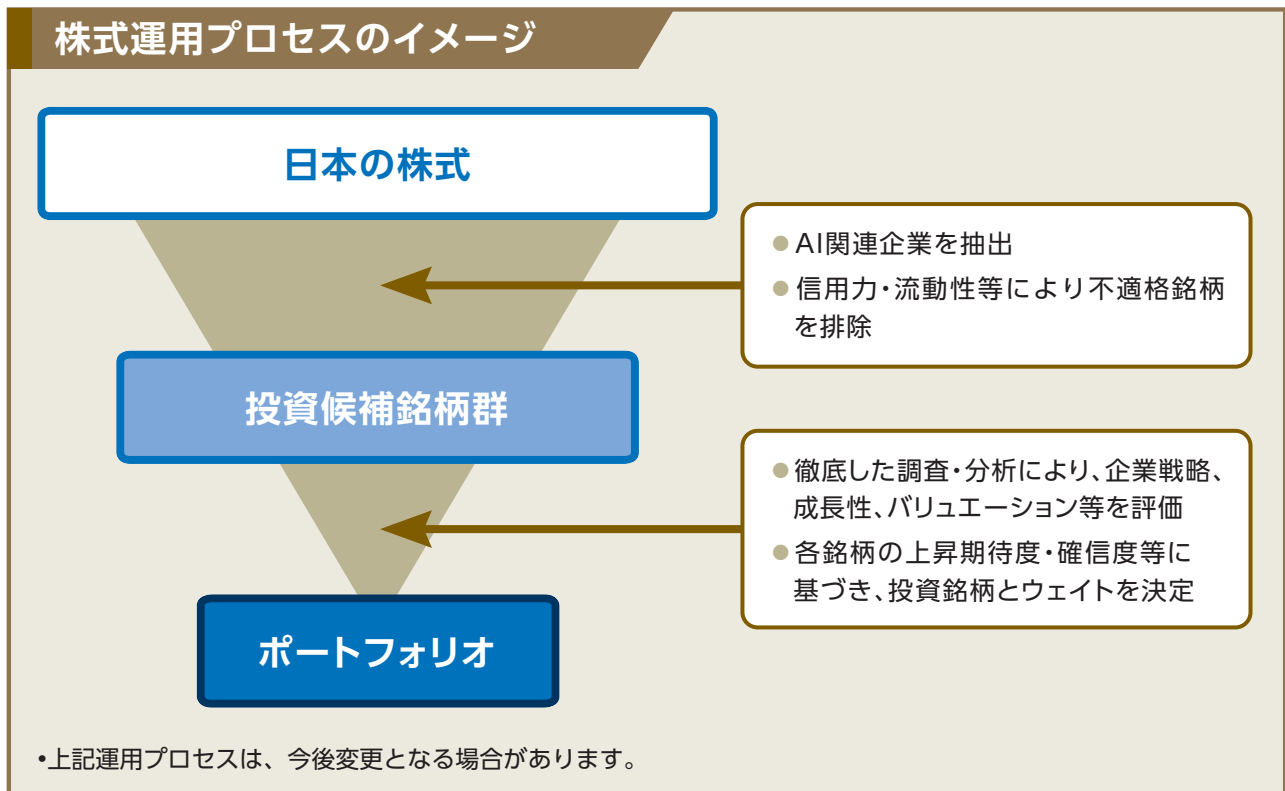 株式運用プロセスのイメージ
日本の株式
●AI関連企業を抽出
●信用力・流動性等により不適格銘柄
を排除
投資候補銘柄群
●徹底した調査・分析により、企業戦略、
成長性、バリュエーション等を評価
●各銘柄の上昇期待度・確信度等に
基づき、投資銘柄とウェイトを決定
ポートフォリオ
•上記運用プロセスは、今後変更となる場合があります。